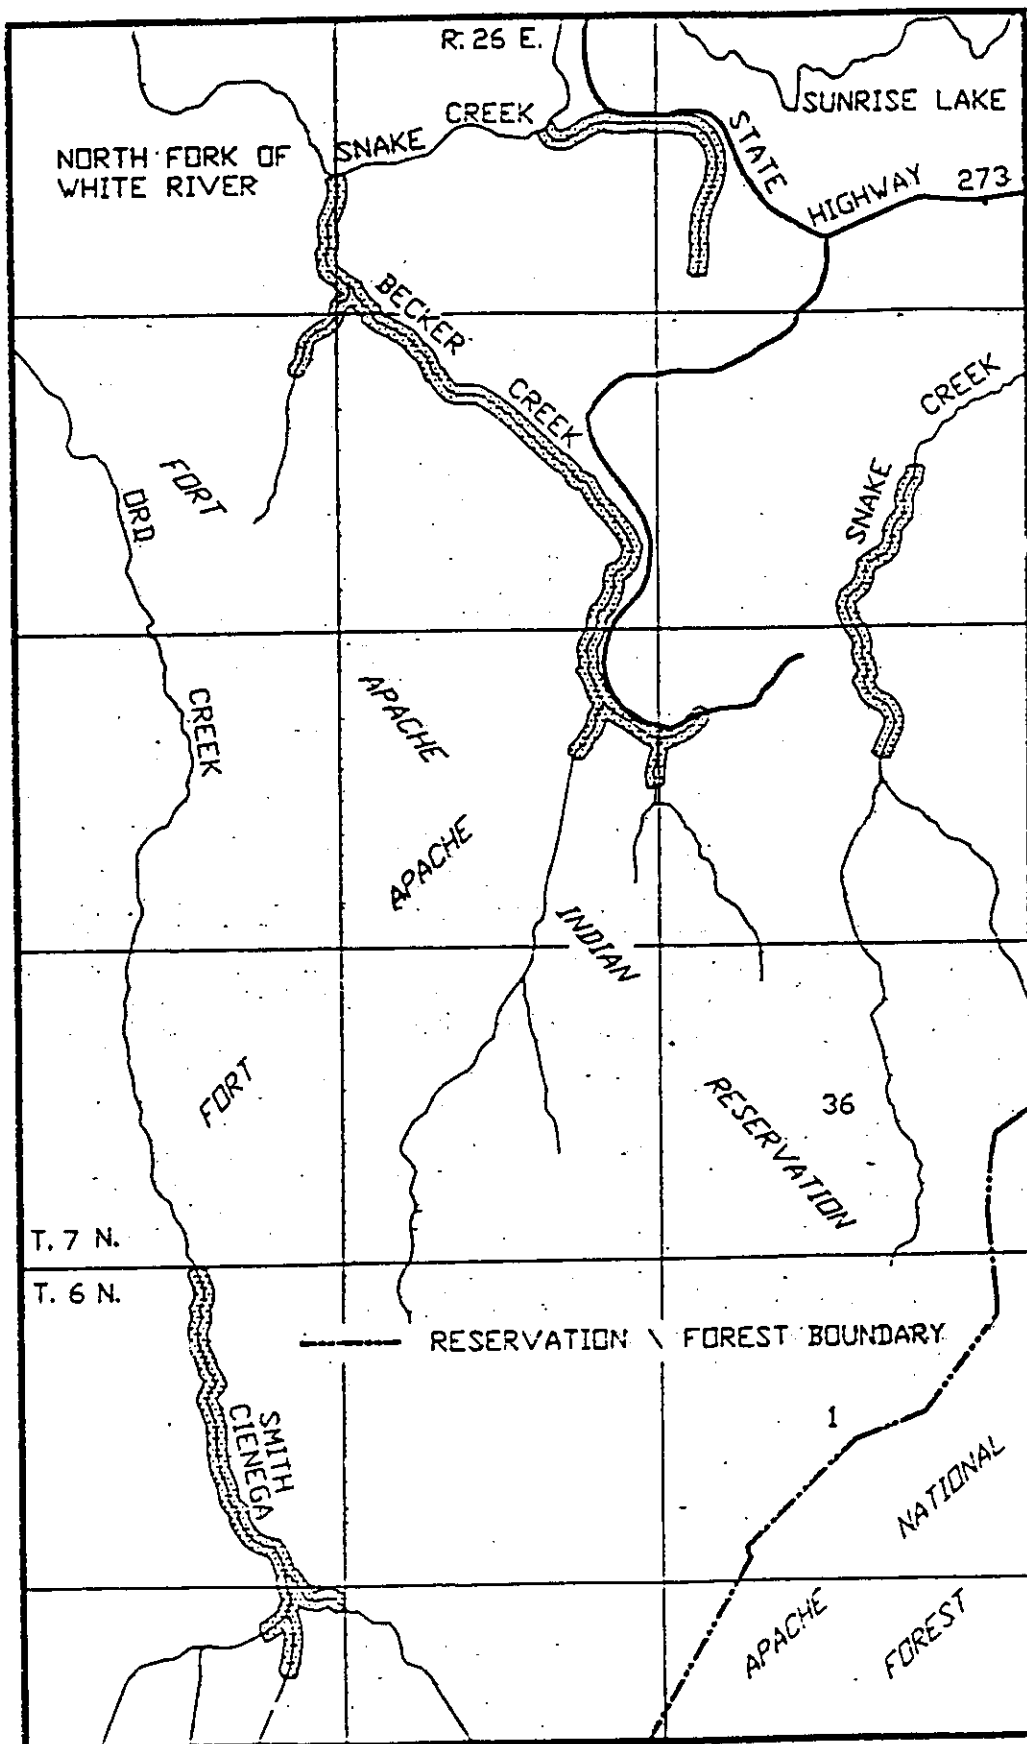 R. 26 E.
SUNRISE LAKE
SNAKE CREEK
STATE HIGHWAY 273
NORTH FORK OF
WHITE RIVER
BECKER CREEK
SNAKE CREEK
FORT
ORD CREEK
APACHE
APACHE
INDIAN
FORT
RESERVATION
36
T. 7 N.
T. 6 N.
RESERVATION \ FOREST BOUNDARY
1
SMITH
CIENEGA
NATIONAL
APACHE
FOREST